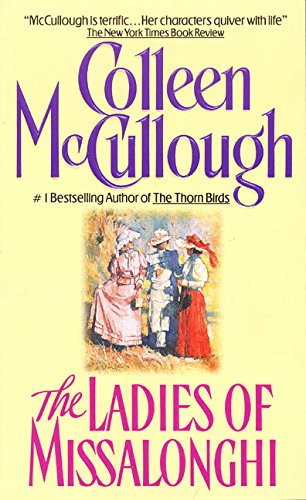 "McCullough is terrific...Her characters quiver with life"
The New York Times Book Review
Colleen
McCullough
#1 Bestselling Author of The Thorn Birds
The LADIES OF
MISSALONGHI